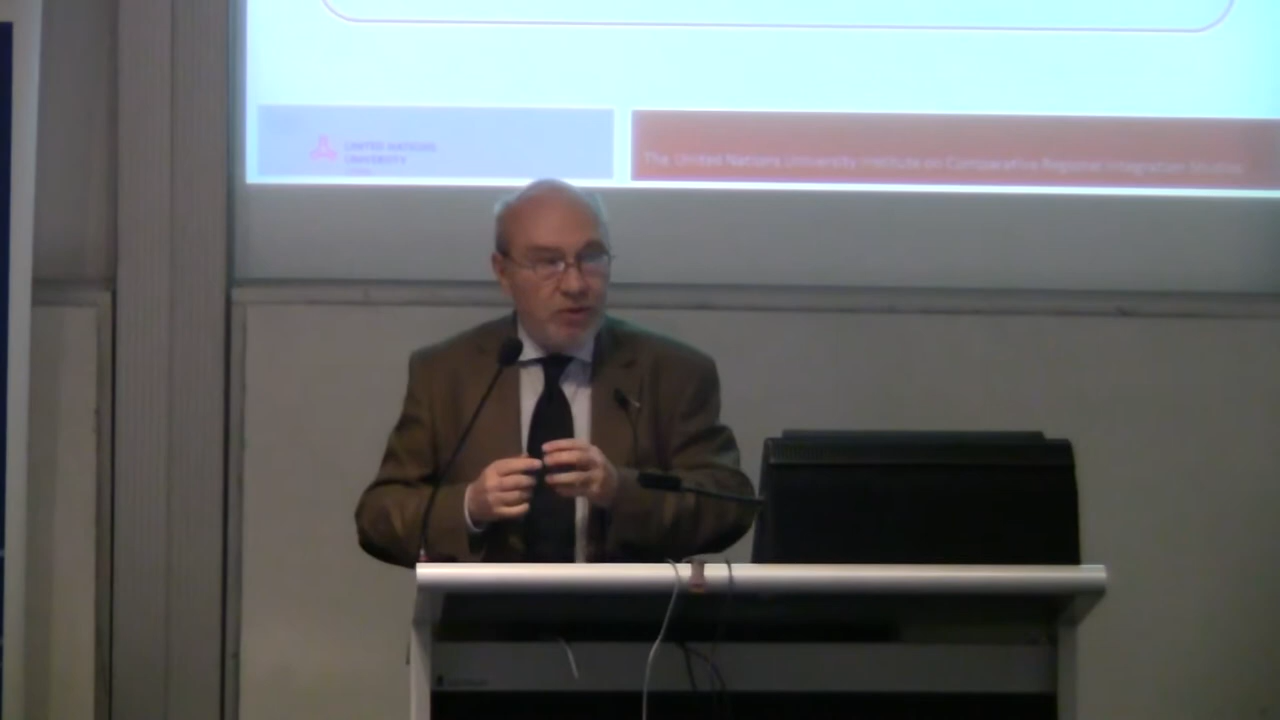 UNITED NATIONS
UNIVERSITY
The United Nations University Institute on Comparative Regional Integration Studies